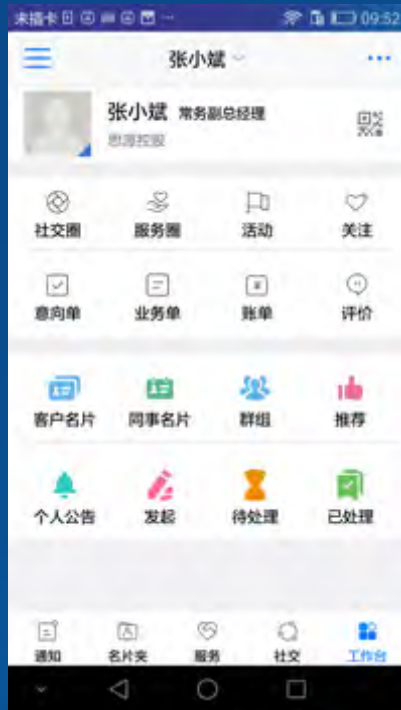 未插卡 09:52
张小斌
张小斌 常务副总经理
思源控股
社交圈 服务圈 活动 关注
意向单 业务单 账单 评价
客户名片 同事名片 群组 推荐
个人公告 发起 待处理 已处理
通知 名片夹 服务 社交 工作台